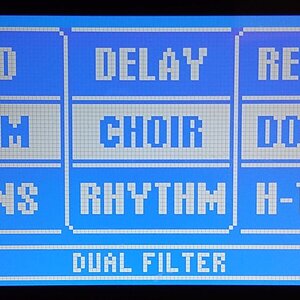 D DELAY RE
M CHOIR DO
NS RHYTHM H-
DUAL FILTER